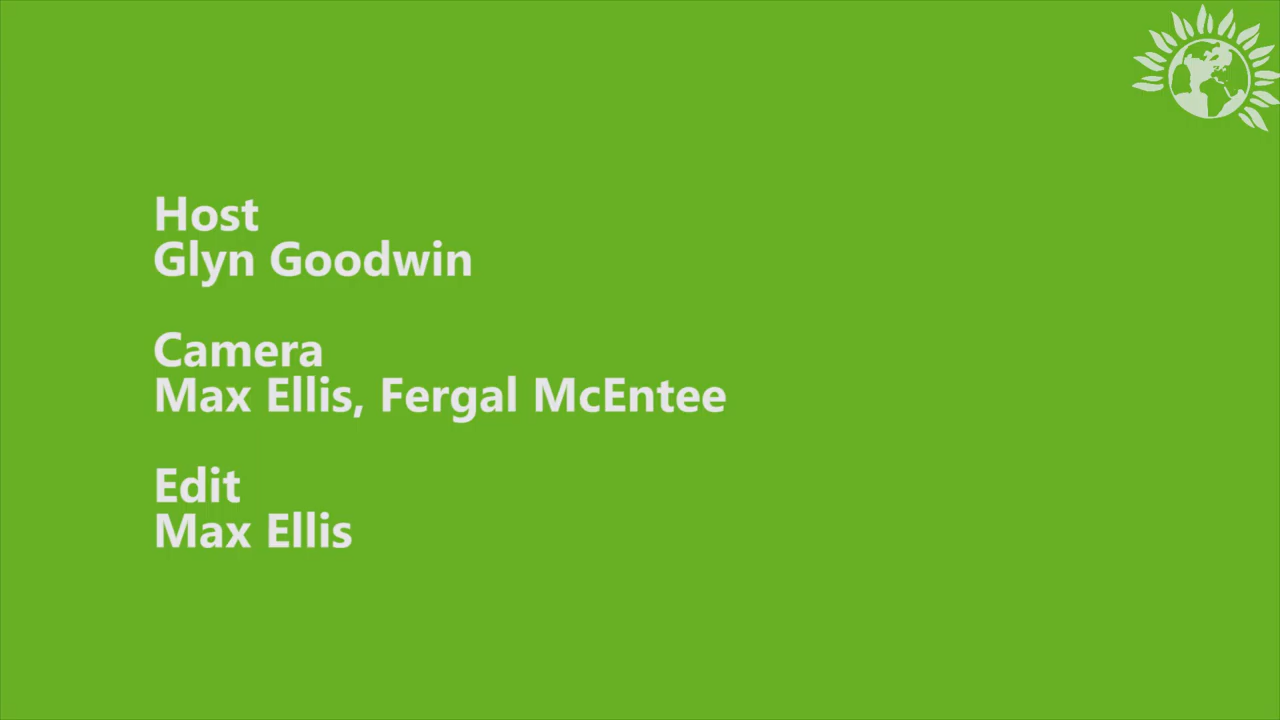 Host
Glyn Goodwin
Camera
Max Ellis, Fergal McEntee
Edit
Max Ellis